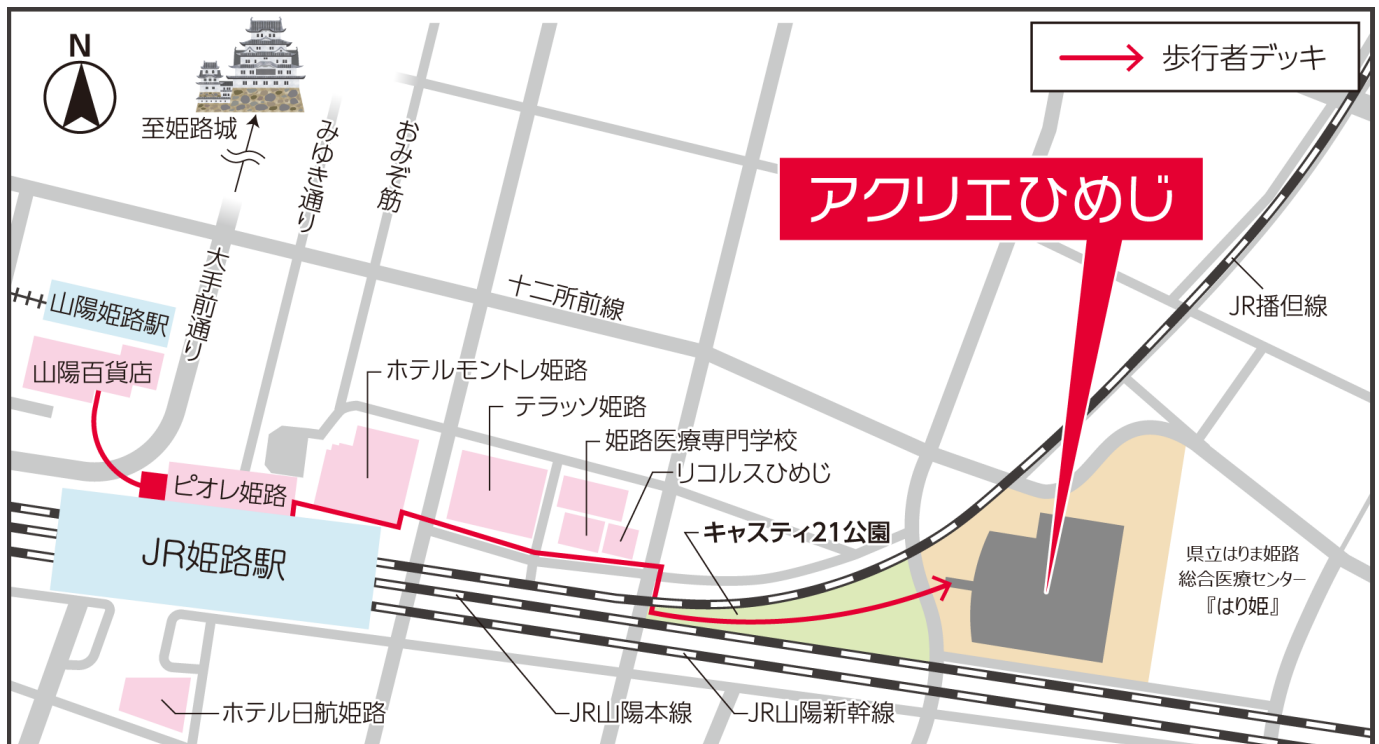 N
歩行者デッキ
至姫路城
みゆき通り
おみぞ筋
アクリエひめじ
大手前通り
十二所前線
JR播但線
山陽姫路駅
山陽百貨店
ホテルモントレ姫路
テラッソ姫路
姫路医療専門学校
リコルスひめじ
ピオレ姫路
キャスティ21公園
JR姫路駅
県立はりま姫路
総合医療センター
『はり姫』
ホテル日航姫路
JR山陽本線
JR山陽新幹線